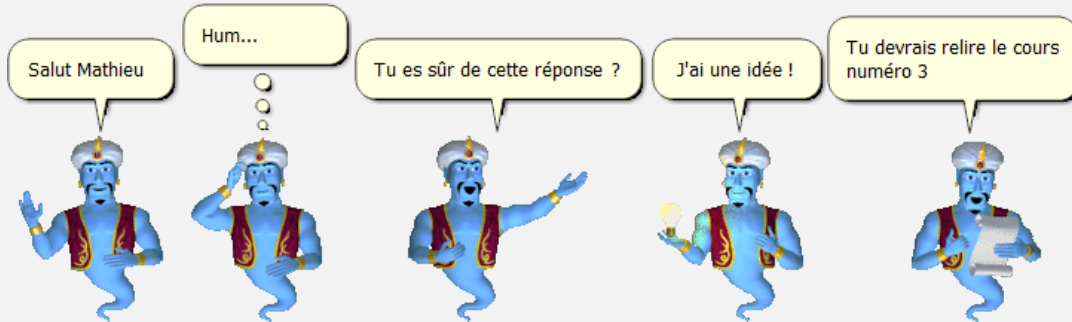 Salut Mathieu
Hum...
Tu es sûr de cette réponse ?
J'ai une idée !
Tu devrais relire le cours
numéro 3